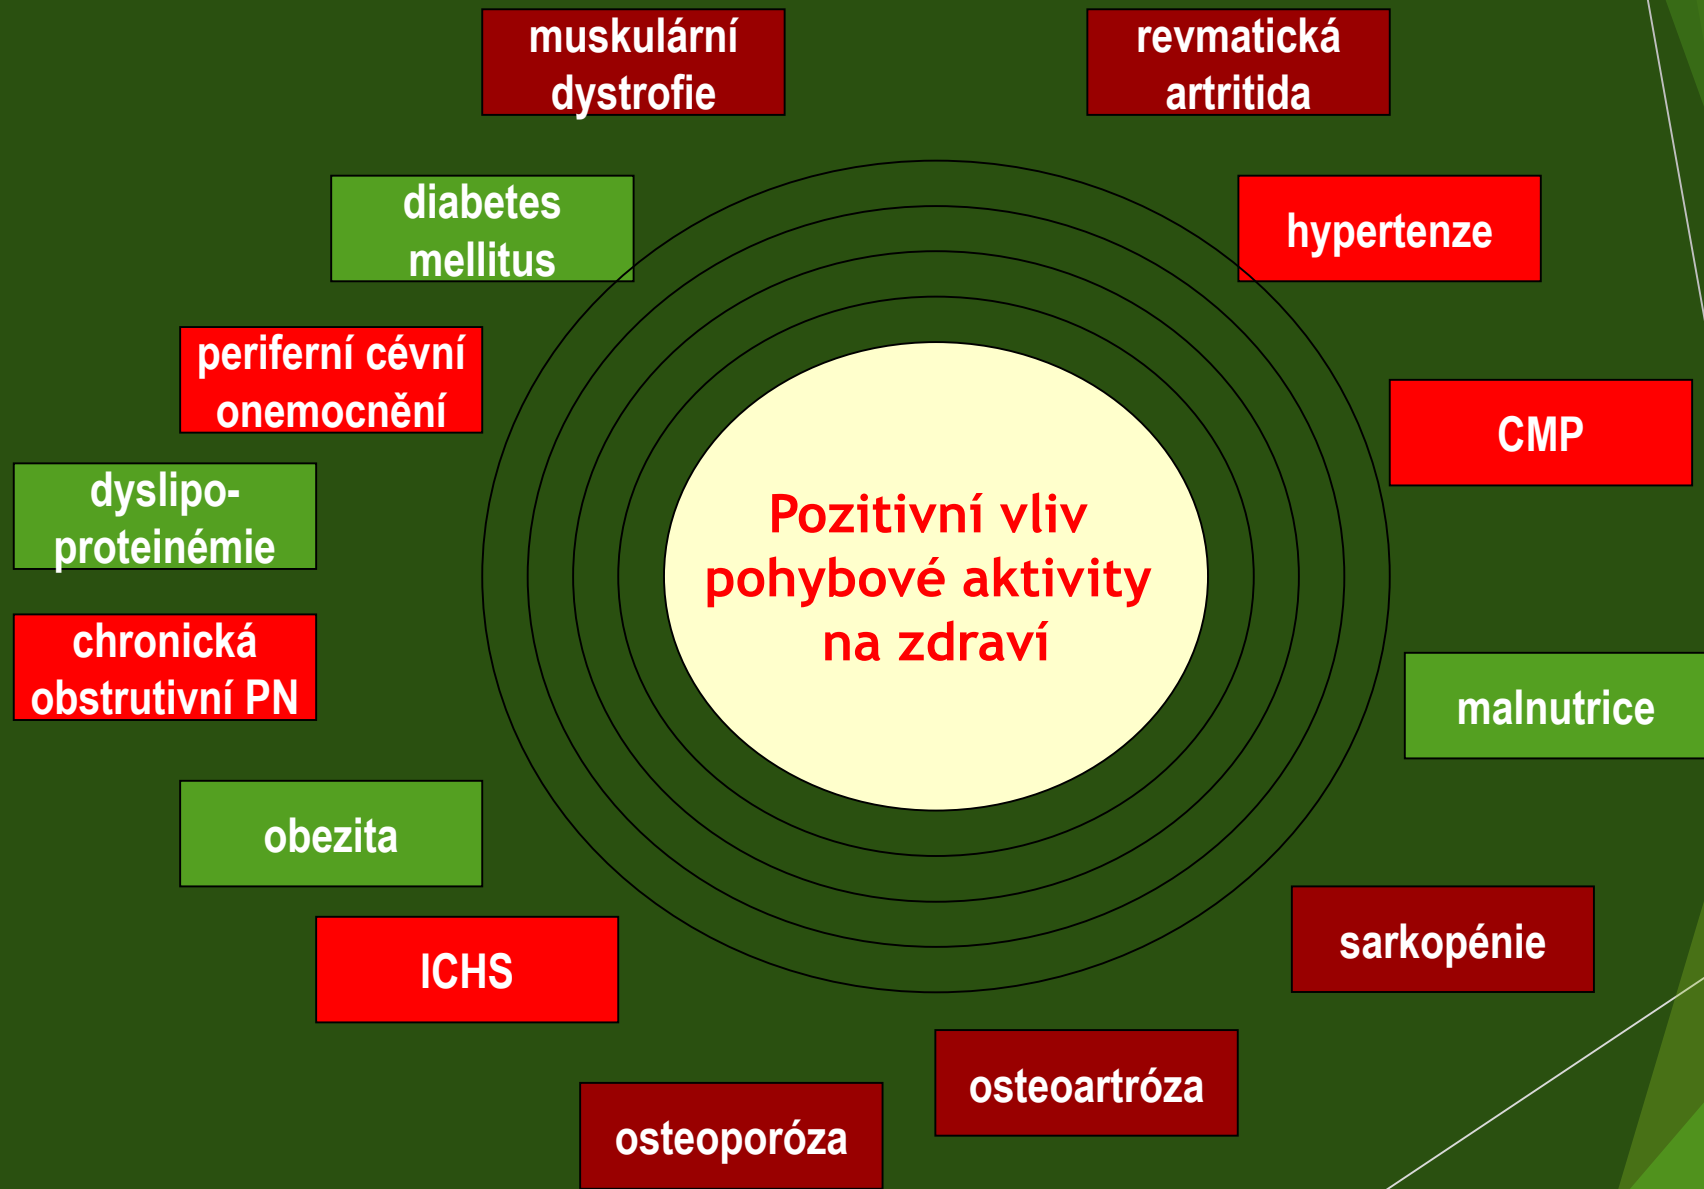 muskulární
dystrofie
revmatická
artritida
diabetes
mellitus
hypertenze
periferní cévní
onemocnění
CMP
dyslipo-
proteinémie
Pozitivní vliv
pohybové aktivity
na zdraví
chronická
obstrutivní PN
malnutrice
obezita
sarkopénie
ICHS
osteoartróza
osteoporóza